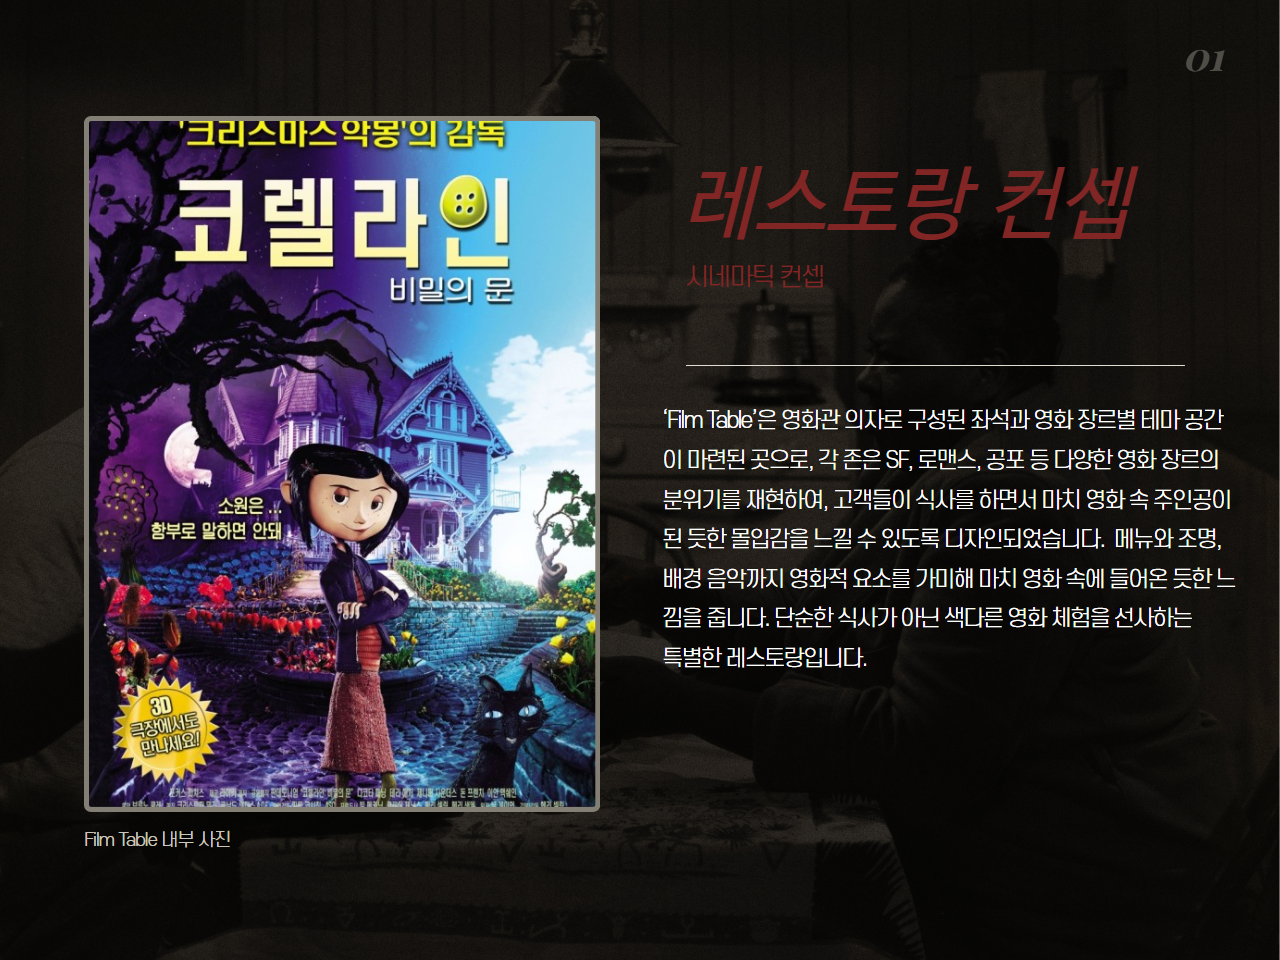 01
'크리스마스 악몽'의 감독
코렐라인
비밀의 문
소원은 ...
함부로 말하면 안돼
3D
극장에서도
만나세요!
Film Table 내부 사진
레스토랑 컨셉
시네마틱 컨셉
‘Film Table’은 영화관 의자로 구성된 좌석과 영화 장르별 테마 공간
이 마련된 곳으로, 각 존은 SF, 로맨스, 공포 등 다양한 영화 장르의
분위기를 재현하여, 고객들이 식사를 하면서 마치 영화 속 주인공이
된 듯한 몰입감을 느낄 수 있도록 디자인되었습니다. 메뉴와 조명,
배경 음악까지 영화적 요소를 가미해 마치 영화 속에 들어온 듯한 느
낌을 줍니다. 단순한 식사가 아닌 색다른 영화 체험을 선사하는
특별한 레스토랑입니다.